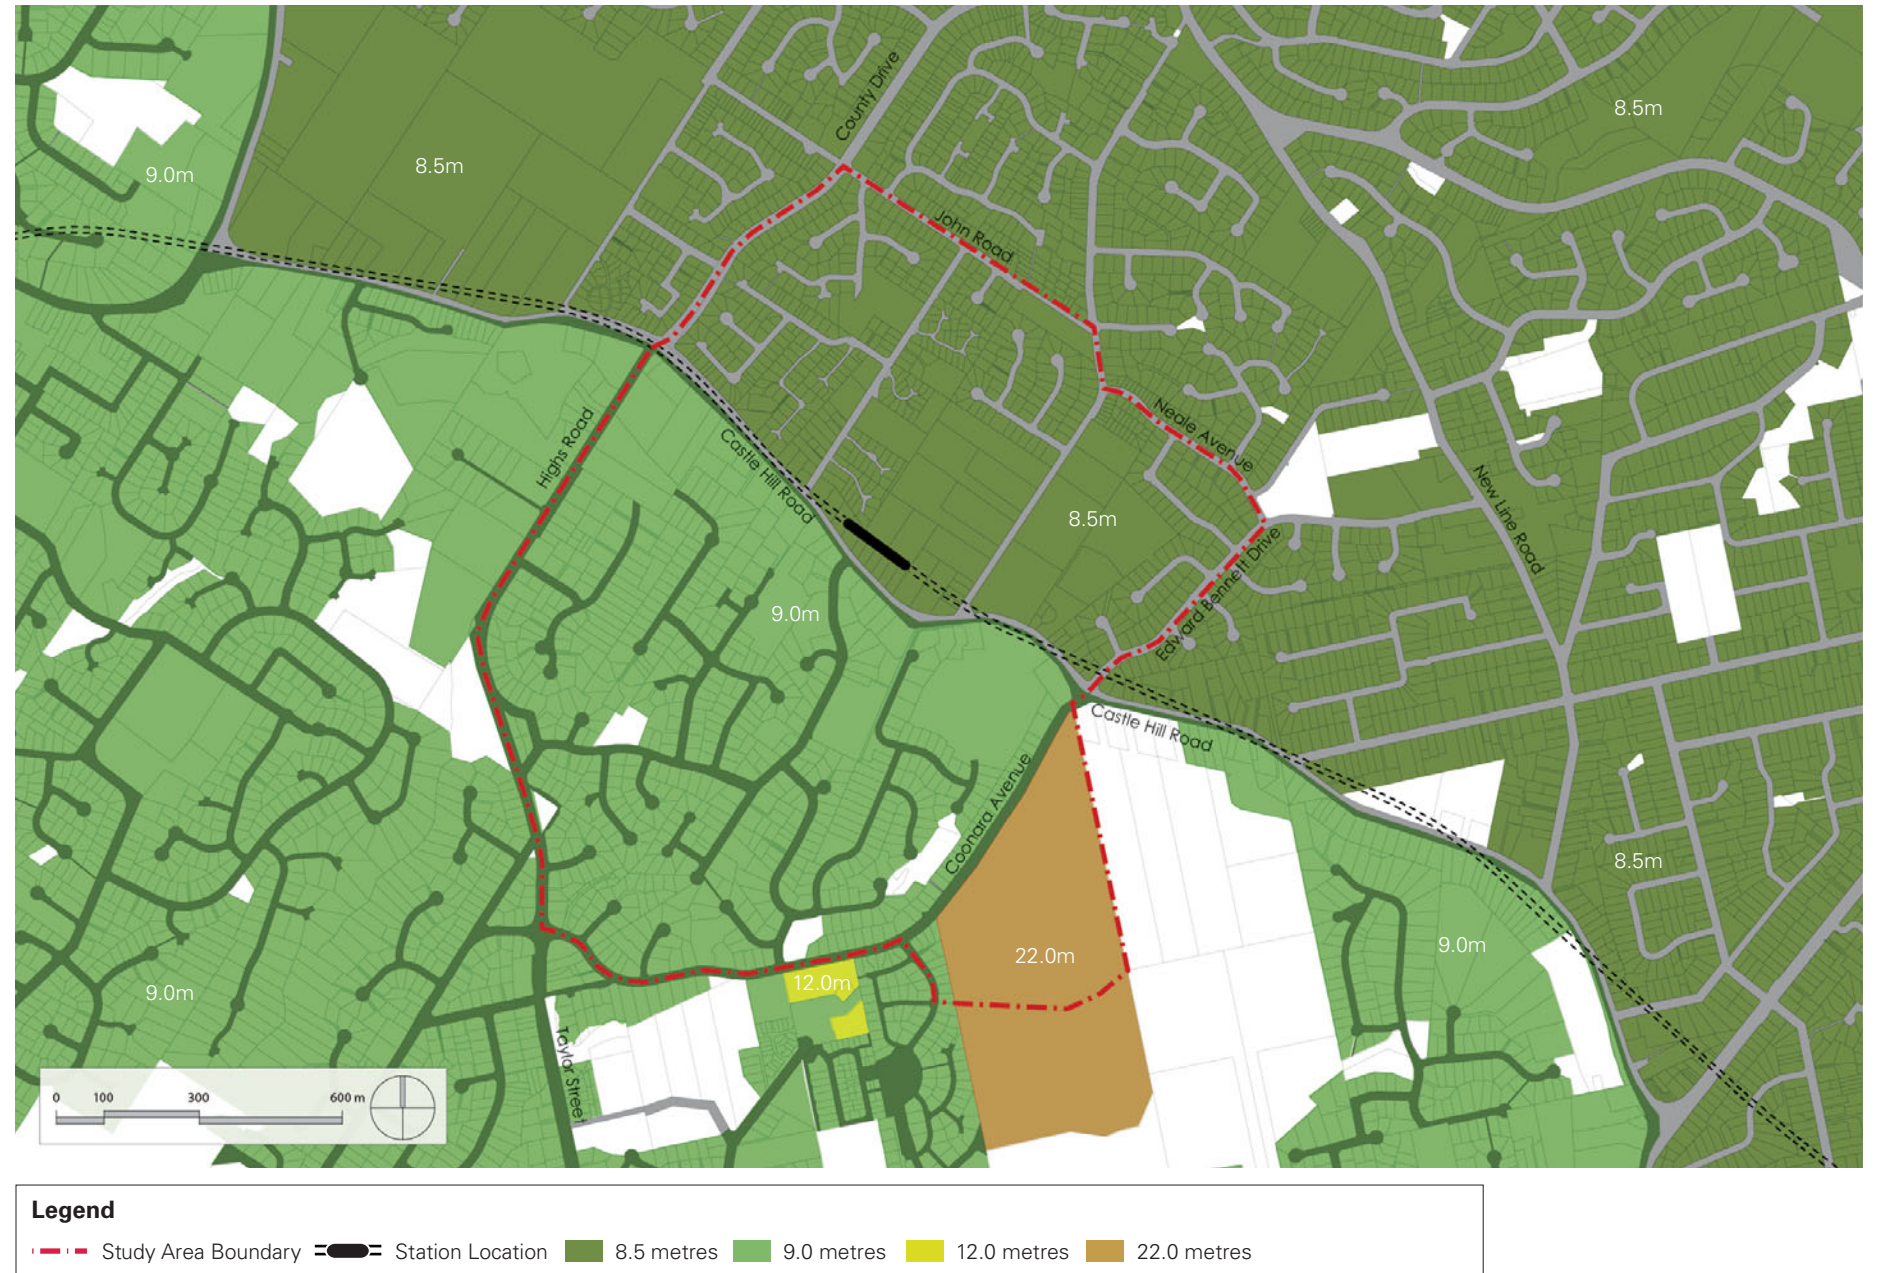 County Drive
8.5m
9.0m
8.5m
John Road
Highs Road
Castle Hill Road
Neale Avenue
New Line Road
8.5m
Edward Bennett Drive
9.0m
Castle Hill Road
Coonara Avenue
8.5m
22.0m
9.0m
12.0m
9.0m
Taylor Street
0 100 300 600 m
Legend
Study Area Boundary Station Location 8.5 metres 9.0 metres 12.0 metres 22.0 metres